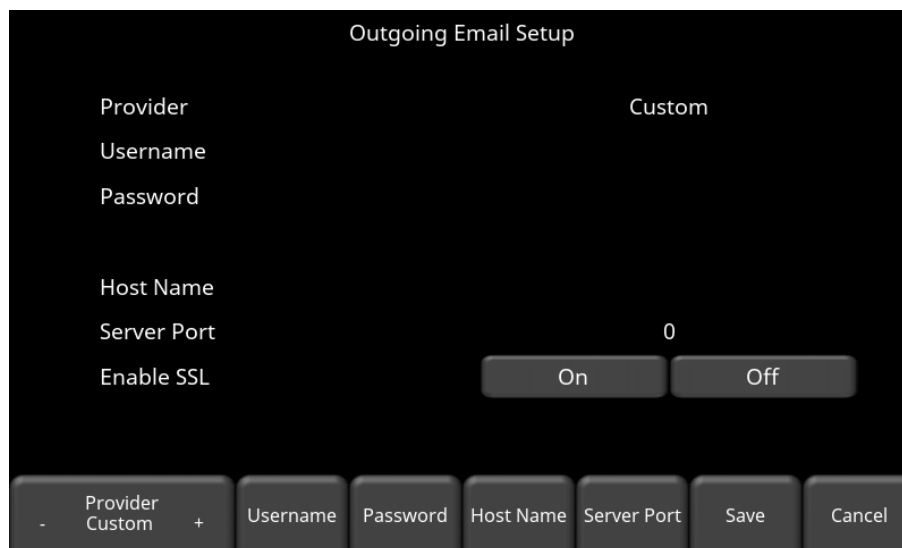 Outgoing Email Setup
Provider Custom
Username
Password
Host Name
Server Port 0
Enable SSL On Off
Provider
- Custom + Username Password Host Name Server Port Save Cancel